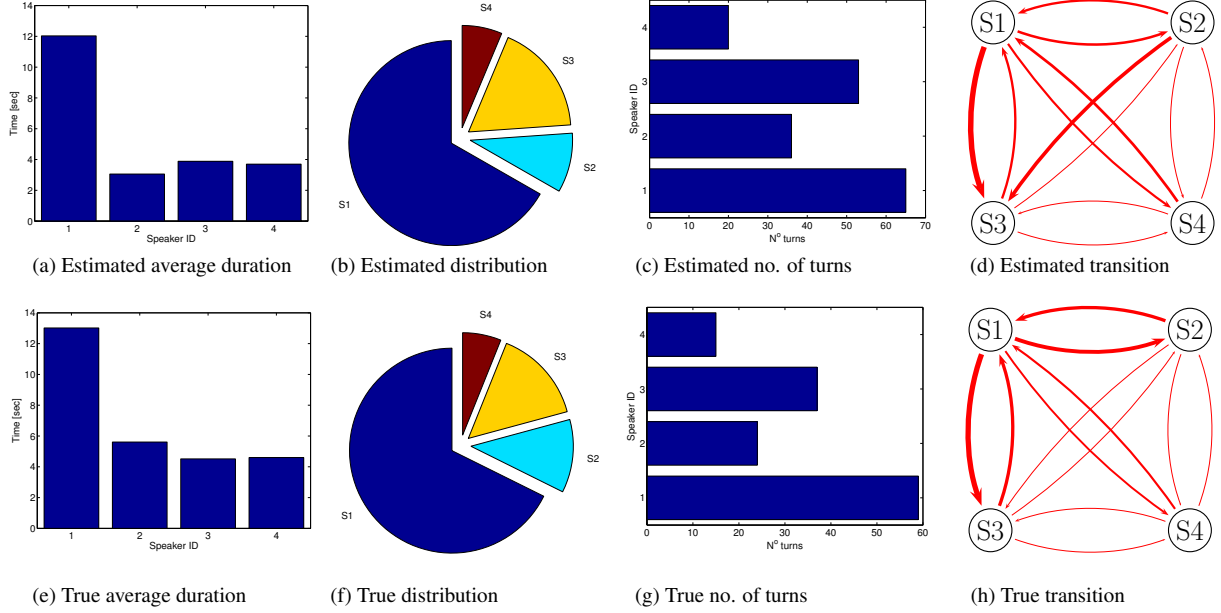 14
12
10
8
6
4
2
0
Time [sec]
1 2 3 4
Speaker ID
(a) Estimated average duration
S4
S3
S2
S1
(b) Estimated distribution
4
3
2
1
Speaker ID
0 10 20 30 40 50 60 70
N° turns
(c) Estimated no. of turns
S1 S2
S3 S4
(d) Estimated transition
14
12
10
8
6
4
2
0
Time [sec]
1 2 3 4
Speaker ID
(e) True average duration
S4
S3
S2
S1
(f) True distribution
4
3
2
1
Speaker ID
0 10 20 30 40 50 60
N° turns
(g) True no. of turns
S1 S2
S3 S4
(h) True transition